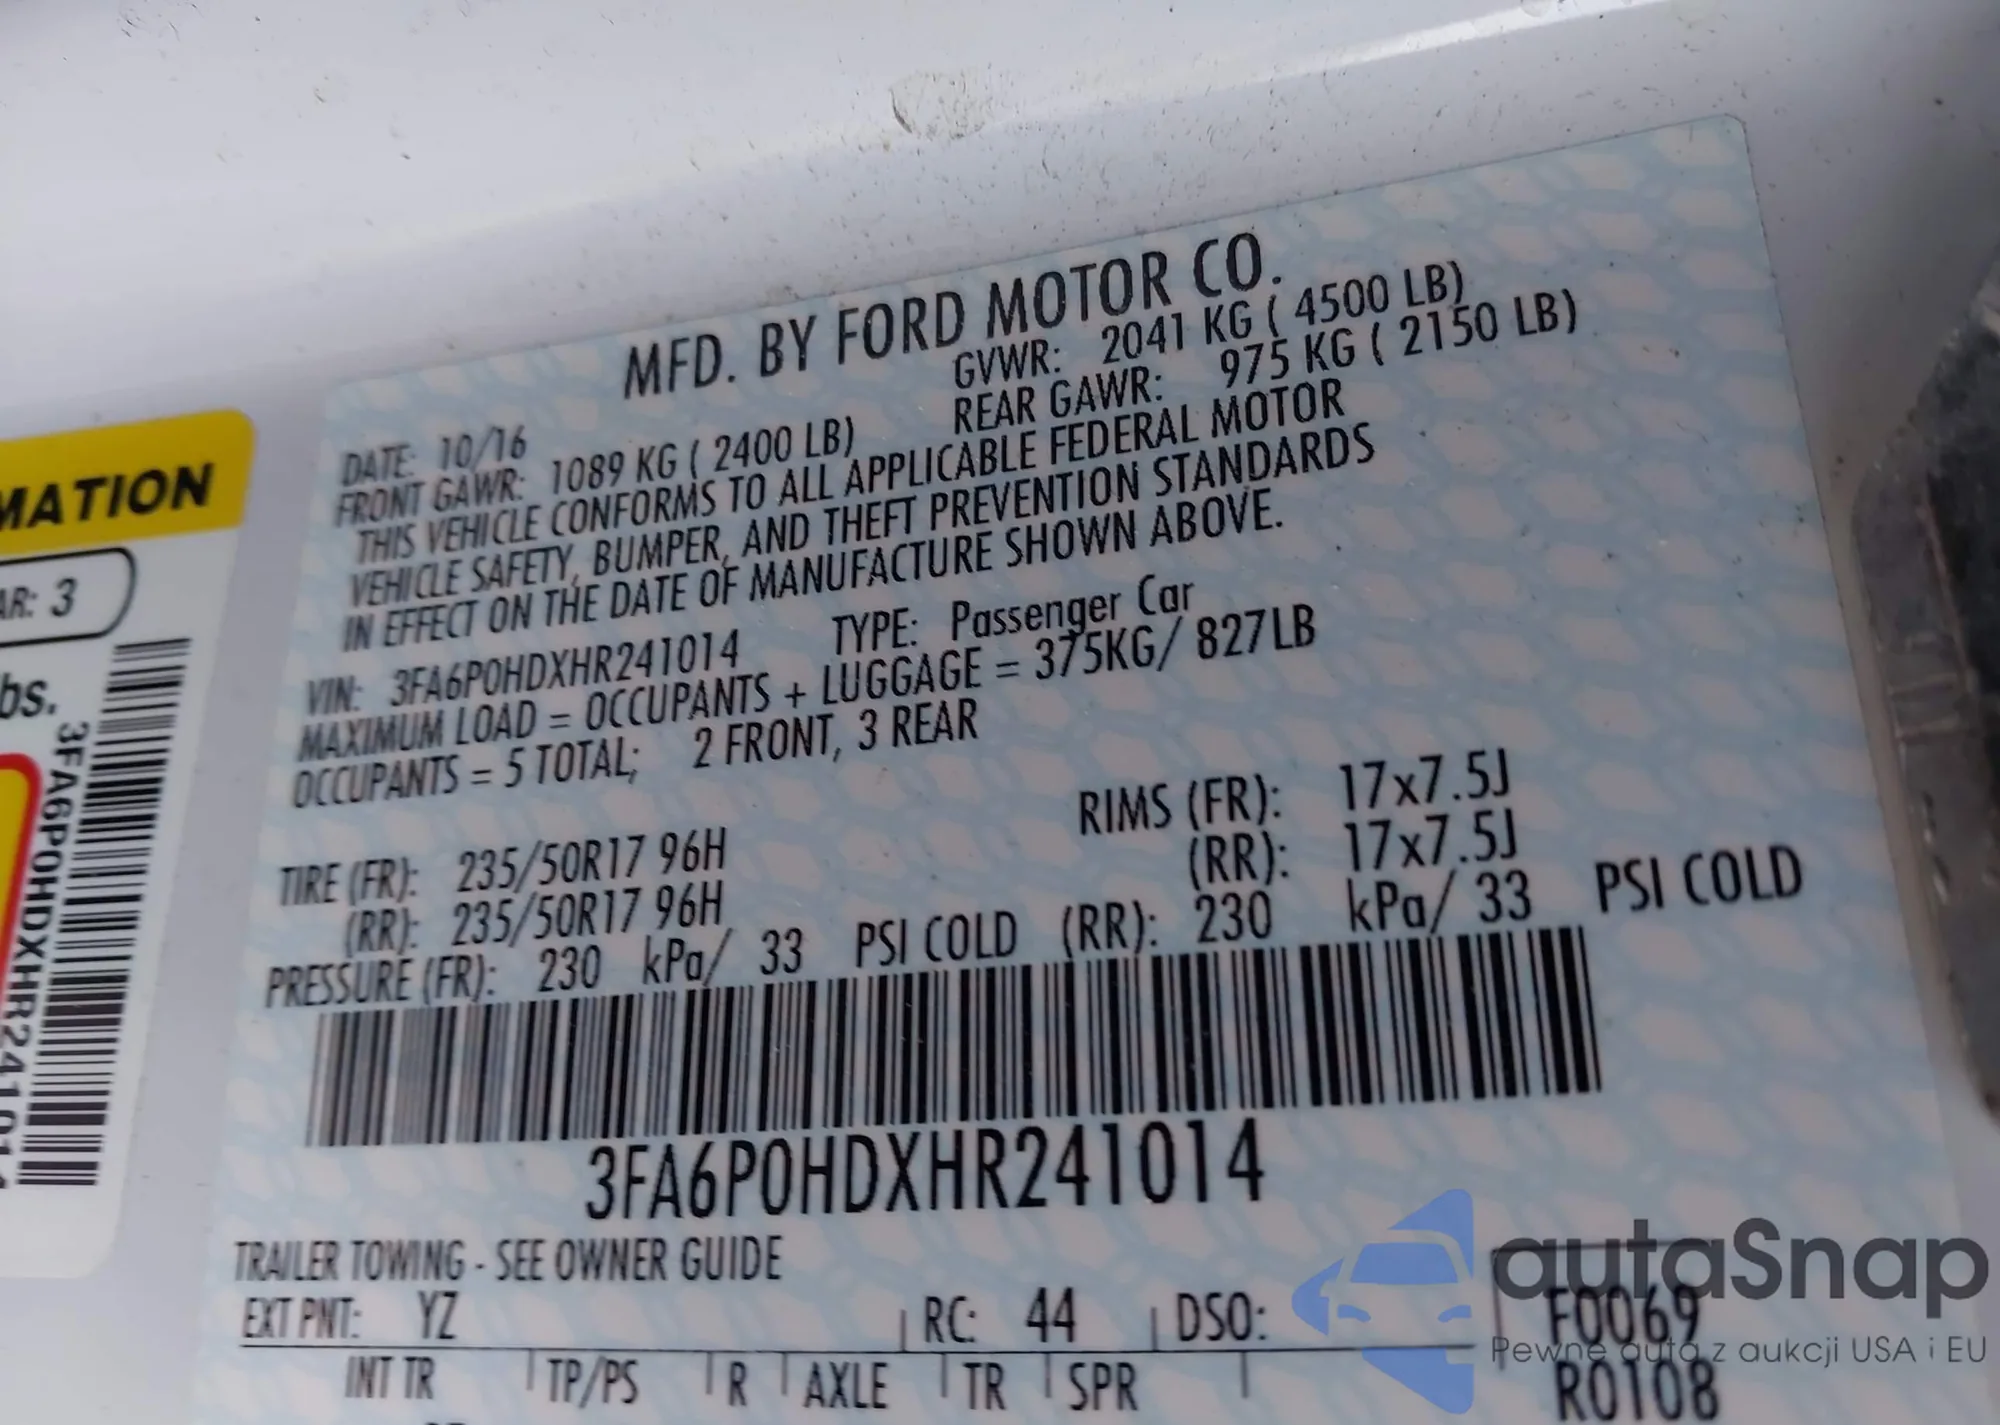 MATION
AR: 3
bs.
3FA6P0HDXHR241014
MFD. BY FORD MOTOR CO.
DATE: 10/16 GVWR: 2041 KG ( 4500 LB)
FRONT GAWR: 1089 KG ( 2400 LB) REAR GAWR: 975 KG ( 2150 LB)
THIS VEHICLE CONFORMS TO ALL APPLICABLE FEDERAL MOTOR
VEHICLE SAFETY, BUMPER, AND THEFT PREVENTION STANDARDS
IN EFFECT ON THE DATE OF MANUFACTURE SHOWN ABOVE.
VIN: 3FA6P0HDXHR241014 TYPE: Passenger Car
MAXIMUM LOAD = OCCUPANTS + LUGGAGE = 375KG/ 827LB
OCCUPANTS = 5 TOTAL; 2 FRONT, 3 REAR
TIRE (FR): 235/50R17 96H RIMS (FR): 17x7.5J
(RR): 235/50R17 96H (RR): 17x7.5J
PRESSURE (FR): 230 kPa/ 33 PSI COLD (RR): 230 kPa/ 33 PSI COLD
3FA6P0HDXHR241014
TRAILER TOWING - SEE OWNER GUIDE
EXT PNT: YZ RC: 44 DSO: F0069
INT TR TP/PS R AXLE TR SPR R0108
autaSnap
Pewne auta z aukcji USA i EU